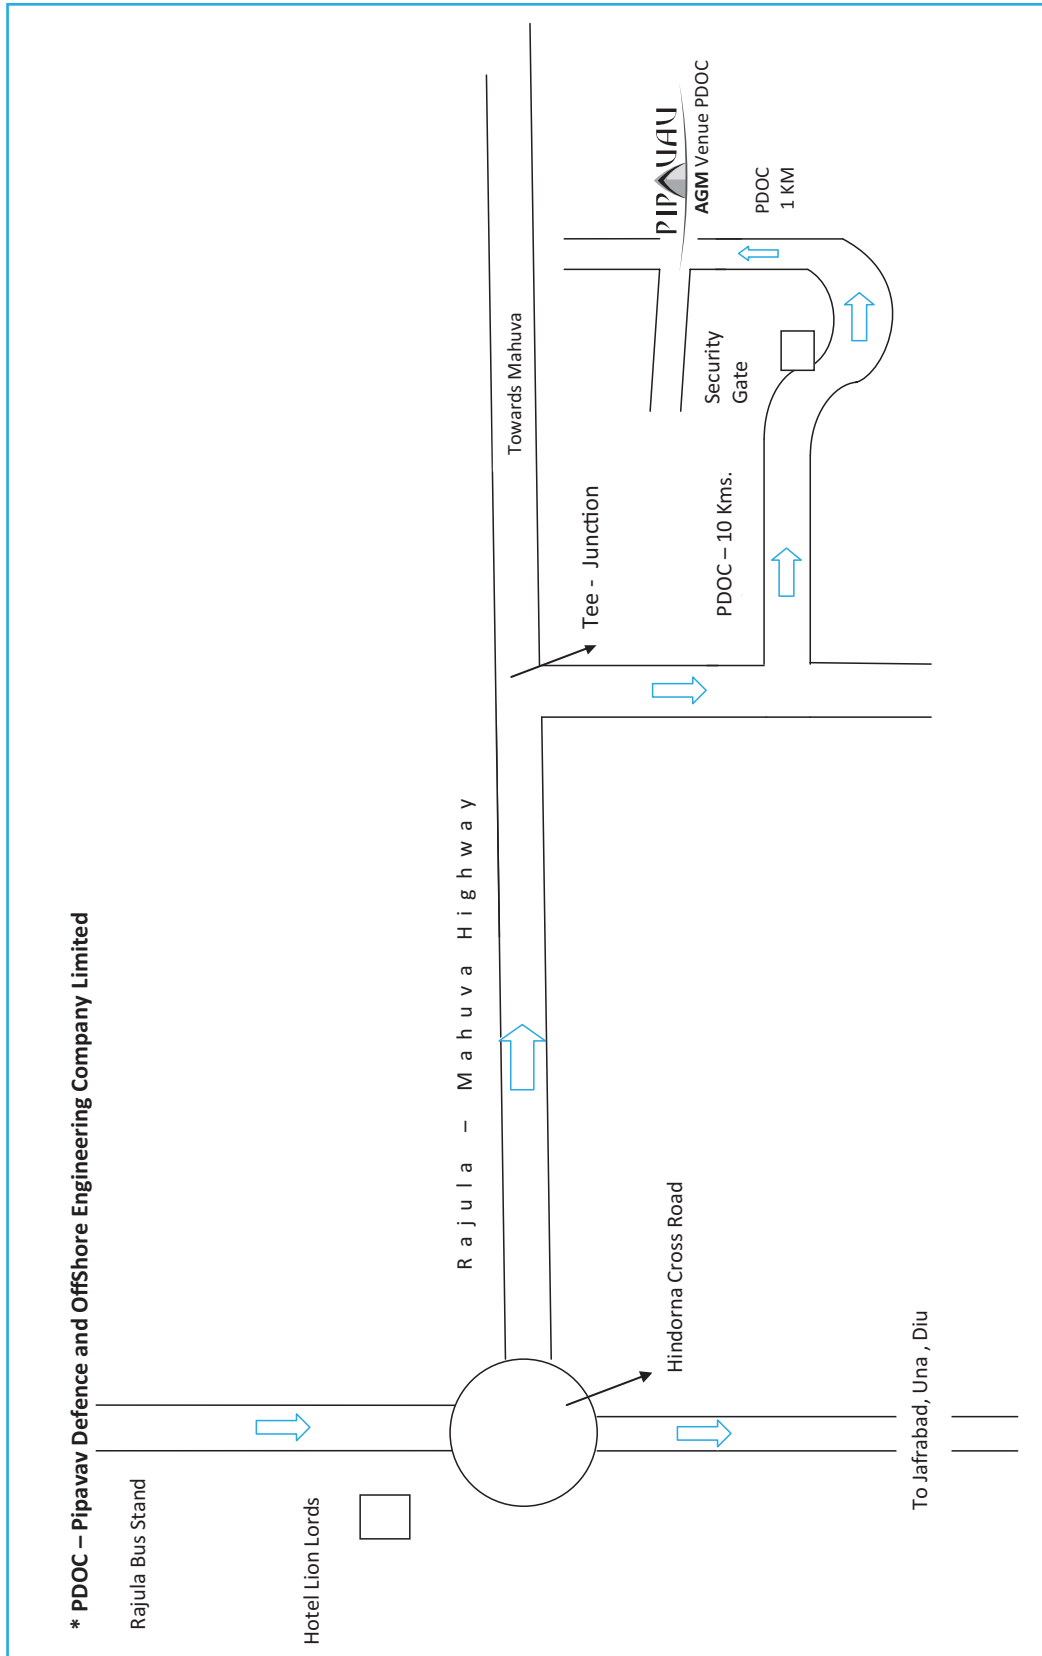 * PDOC – Pipavav Defence and OffShore Engineering Company Limited
Rajula Bus Stand
Hotel Lion Lords
Rajula – Mahuva Highway
Towards Mahuva
Tee - Junction
Hindorna Cross Road
PIPAVAV
AGM Venue PDOC
Security
Gate
PDOC – 10 Kms.
PDOC
1 KM
To Jafrabad, Una , Diu